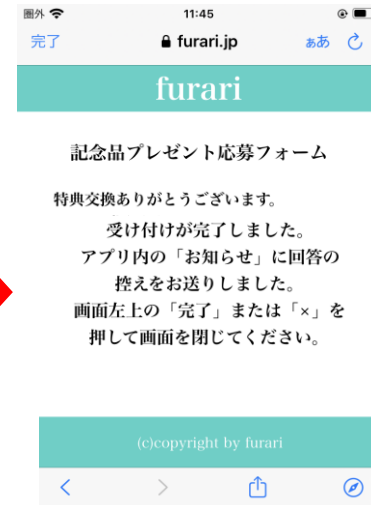 圏外 11:45
完了 furari.jp ぁあ
furari
記念品プレゼント応募フォーム
特典交換ありがとうございます。
受け付けが完了しました。
アプリ内の「お知らせ」に回答の
控えをお送りしました。
画面左上の「完了」または「×」を
押して画面を閉じてください。
(c)copyright by furari